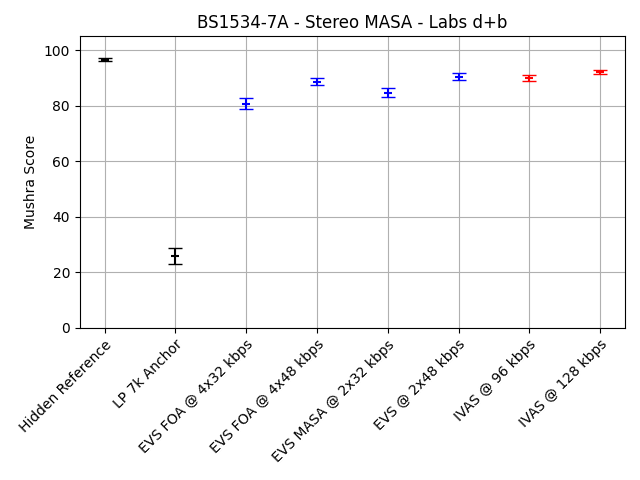 BS1534-7A - Stereo MASA - Labs d+b
Mushra Score
100
80
60
40
20
0
Hidden Reference
LP 7k Anchor
EVS FOA @ 4x32 kbps
EVS FOA @ 4x48 kbps
EVS MASA @ 2x32 kbps
EVS @ 2x48 kbps
IVAS @ 96 kbps
IVAS @ 128 kbps